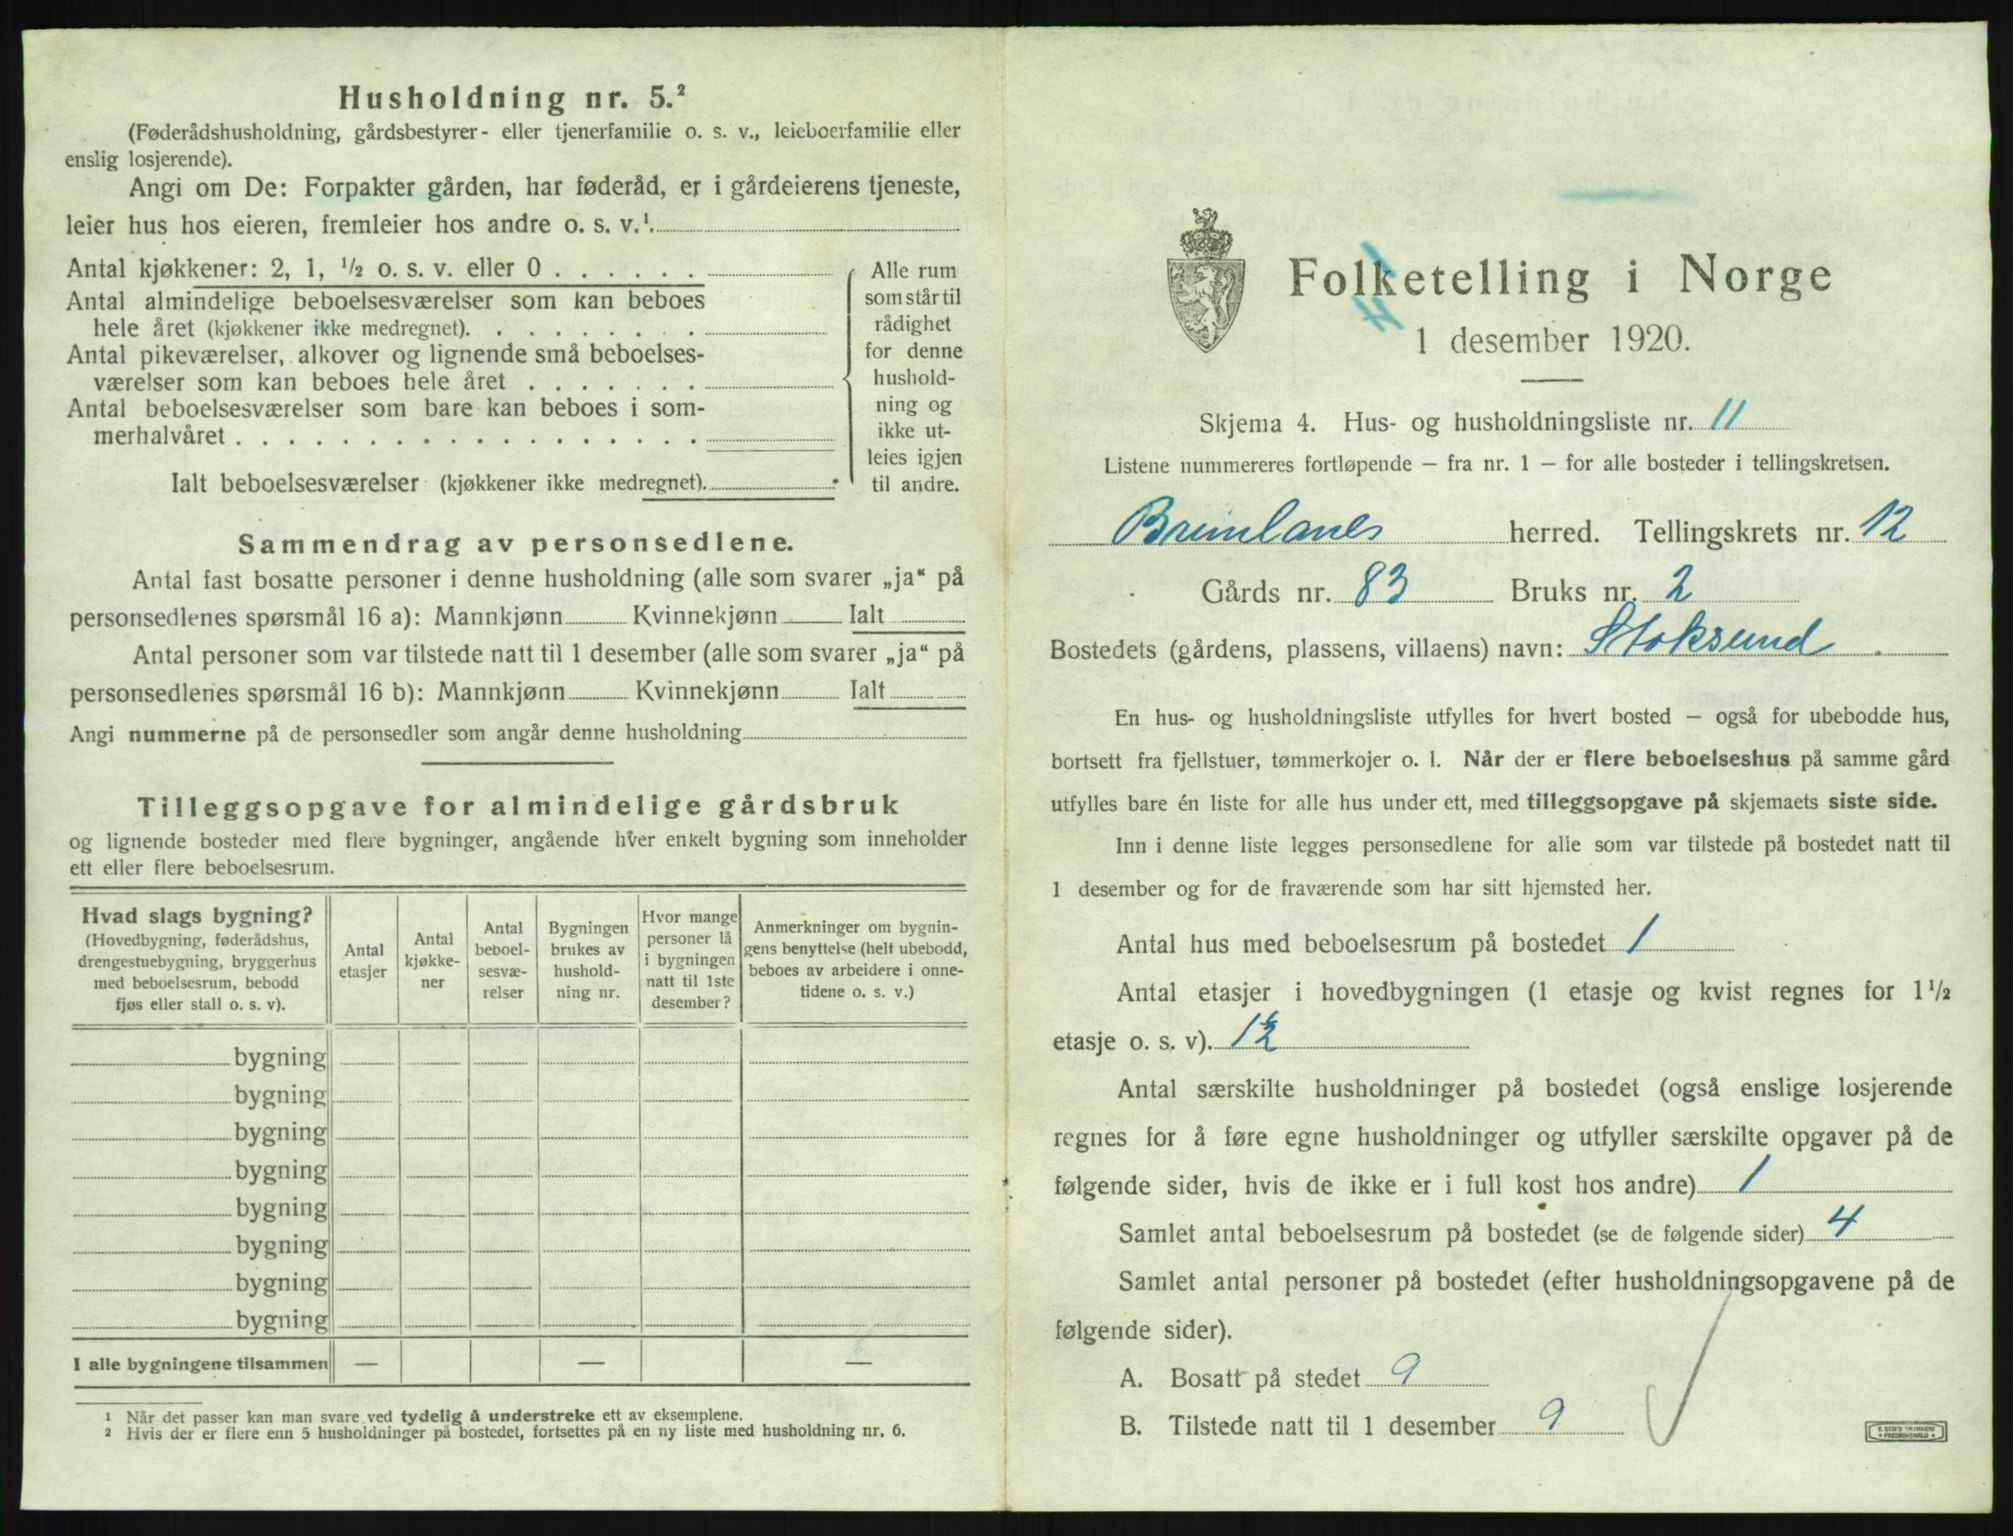 Husholdning nr. 5.²
(Føderådshusholdning, gårdsbestyrer- eller tjenerfamilie o. s. v., leieboerfamilie eller
enslig losjerende).
Angi om De: Forpakter gården, har føderåd, er i gårdeierens tjeneste,
leier hus hos eieren, fremleier hos andre o. s. v.¹.
Antal kjøkkener: 2, 1, ½ o. s. v. eller 0 . . . . . .
Antal almindelige beboelsesværelser som kan beboes
hele året (kjøkkener ikke medregnet). . . . . . . . .
Antal pikeværelser, alkover og lignende små beboelses-
værelser som kan beboes hele året . . . . . . .
Antal beboelsesværelser som bare kan beboes i som-
merhalvåret . . . . . . . . . . . . . . . . . .
Ialt beboelsesværelser (kjøkkener ikke medregnet).
Alle rum
som står til
rådighet
for denne
hushold-
ning og
ikke ut-
leies igjen
til andre.
Sammendrag av personsedlene.
Antal fast bosatte personer i denne husholdning (alle som svarer „ja“ på
personsedlenes spørsmål 16 a): Mannkjønn Kvinnekjønn Ialt
Antal personer som var tilstede natt til 1 desember (alle som svarer „ja“ på
personsedlenes spørsmål 16 b): Mannkjønn Kvinnekjønn Ialt
Angi nummerne på de personsedler som angår denne husholdning
Tilleggsopgave for almindelige gårdsbruk
og lignende bosteder med flere bygninger, angående hver enkelt bygning som inneholder
ett eller flere beboelsesrum.
Hvad slags bygning?
(Hovedbygning, føderådshus,
drengestuebygning, bryggerhus
med beboelsesrum, bebodd
fjøs eller stall o. s. v).
Antal
etasjer
Antal
kjøkke-
ner
Antal
beboel-
sesvæ-
relser
Bygningen
brukes av
hushold-
ning nr.
Hvor mange
personer lå
i bygningen
natt til 1ste
desember?
Anmerkninger om bygnin-
gens benyttelse (helt ubebodd,
beboes av arbeidere i onne-
tidene o. s. v.)
bygning
bygning
bygning
bygning
bygning
bygning
bygning
bygning
I alle bygningene tilsammen — — —
¹ Når det passer kan man svare ved tydelig å understreke ett av eksemplene.
² Hvis der er flere enn 5 husholdninger på bostedet, fortsettes på en ny liste med husholdning nr. 6.
Folketelling i Norge
1 desember 1920.
Skjema 4. Hus- og husholdningsliste nr. 11
Listene nummereres fortløpende – fra nr. 1 – for alle bosteder i tellingskretsen.
Brunlanes herred. Tellingskrets nr. 12
Gårds nr. 83 Bruks nr. 2
Bostedets (gårdens, plassens, villaens) navn: Stoksund
En hus- og husholdningsliste utfylles for hvert bosted – også for ubebodde hus,
bortsett fra fjellstuer, tømmerkojer o. l. Når der er flere beboelseshus på samme gård
utfylles bare én liste for alle hus under ett, med tilleggsopgave på skjemaets siste side.
Inn i denne liste legges personsedlene for alle som var tilstede på bostedet natt til
1 desember og for de fraværende som har sitt hjemsted her.
Antal hus med beboelsesrum på bostedet 1
Antal etasjer i hovedbygningen (1 etasje og kvist regnes for 1½
etasje o. s. v). 1½
Antal særskilte husholdninger på bostedet (også enslige losjerende
regnes for å føre egne husholdninger og utfyller særskilte opgaver på de
følgende sider, hvis de ikke er i full kost hos andre) 1
Samlet antal beboelsesrum på bostedet (se de følgende sider) 4
Samlet antal personer på bostedet (efter husholdningsopgavene på de
følgende sider).
A. Bosatt på stedet 9
B. Tilstede natt til 1 desember 9